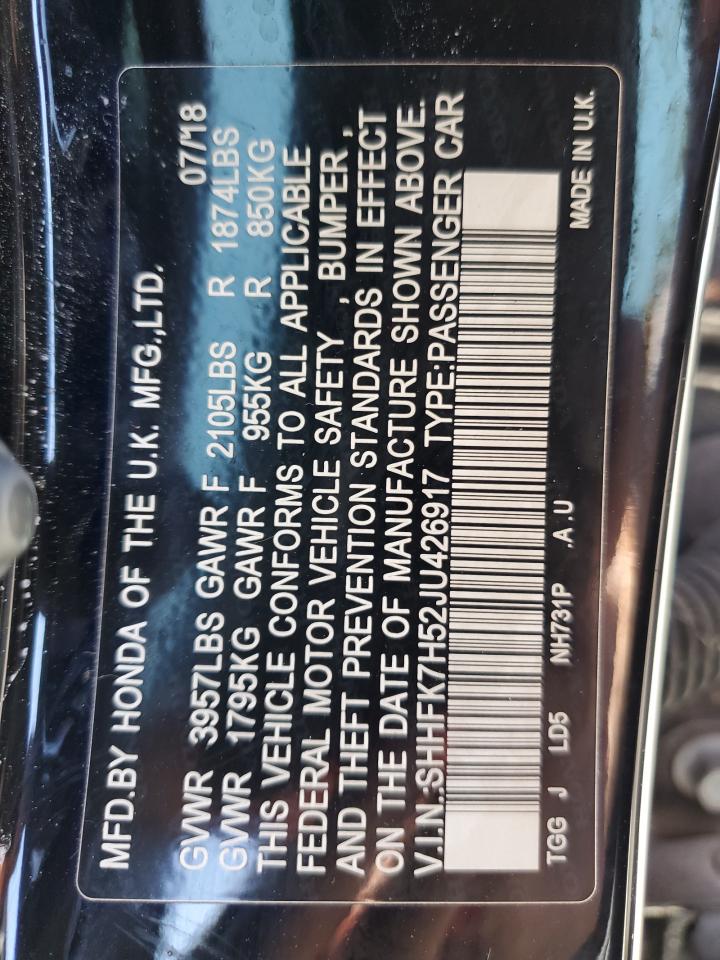 MFD.BY HONDA OF THE U.K. MFG.,LTD.
07/18
GVWR 3957LBS GAWR F 2105LBS R 1874LBS
GVWR 1795KG GAWR F 955KG R 850KG
THIS VEHICLE CONFORMS TO ALL APPLICABLE
FEDERAL MOTOR VEHICLE SAFETY , BUMPER ,
AND THEFT PREVENTION STANDARDS IN EFFECT
ON THE DATE OF MANUFACTURE SHOWN ABOVE.
V.I.N.:SHHFK7H52JU426917 TYPE:PASSENGER CAR
TGG J LD5 NH731P .A.U
MADE IN U.K.